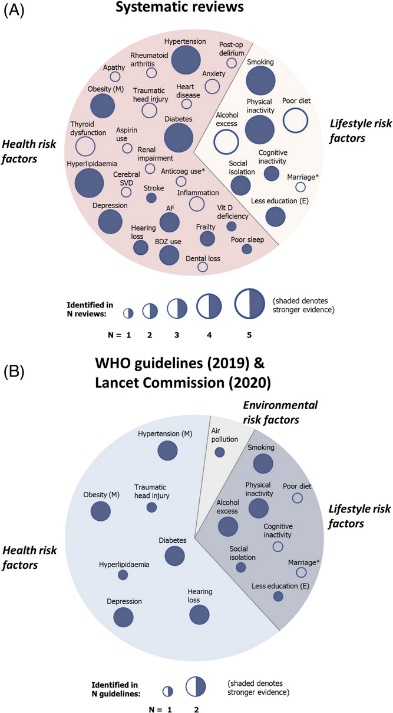 (A)
Systematic reviews
Hypertension
Post-op
delirium
Rheumatoid
arthritis
Apathy
Anxiety
Smoking
Obesity (M)
Traumatic
head injury
Heart
disease
Physical
inactivity
Poor diet
Thyroid
dysfunction
Aspirin
use
Diabetes
Alcohol
excess
Health risk
factors
Lifestyle risk
factors
Renal
impairment
Cognitive
inactivity
Hyperlipidaemia
Cerebral
SVD
Anticoag use*
Social
isolation
Marriage*
Stroke
Inflammation
Less education (E)
Depression
AF
Vit D
deficiency
Hearing
loss
BDZ use
Frailty
Poor sleep
Dental loss
Identified in
N reviews:
(shaded denotes
stronger evidence)
N = 1 2 3 4 5
(B)
WHO guidelines (2019) &
Lancet Commission (2020)
Environmental
risk factors
Hypertension (M)
Air
pollution
Smoking
Obesity (M)
Traumatic
head injury
Physical
inactivity
Poor diet
Alcohol
excess
Lifestyle risk
factors
Health risk
factors
Diabetes
Cognitive
inactivity
Hyperlipidaemia
Social
isolation
Marriage*
Less education (E)
Depression
Hearing
loss
Identified in
N guidelines:
(shaded denotes
stronger evidence)
N = 1 2